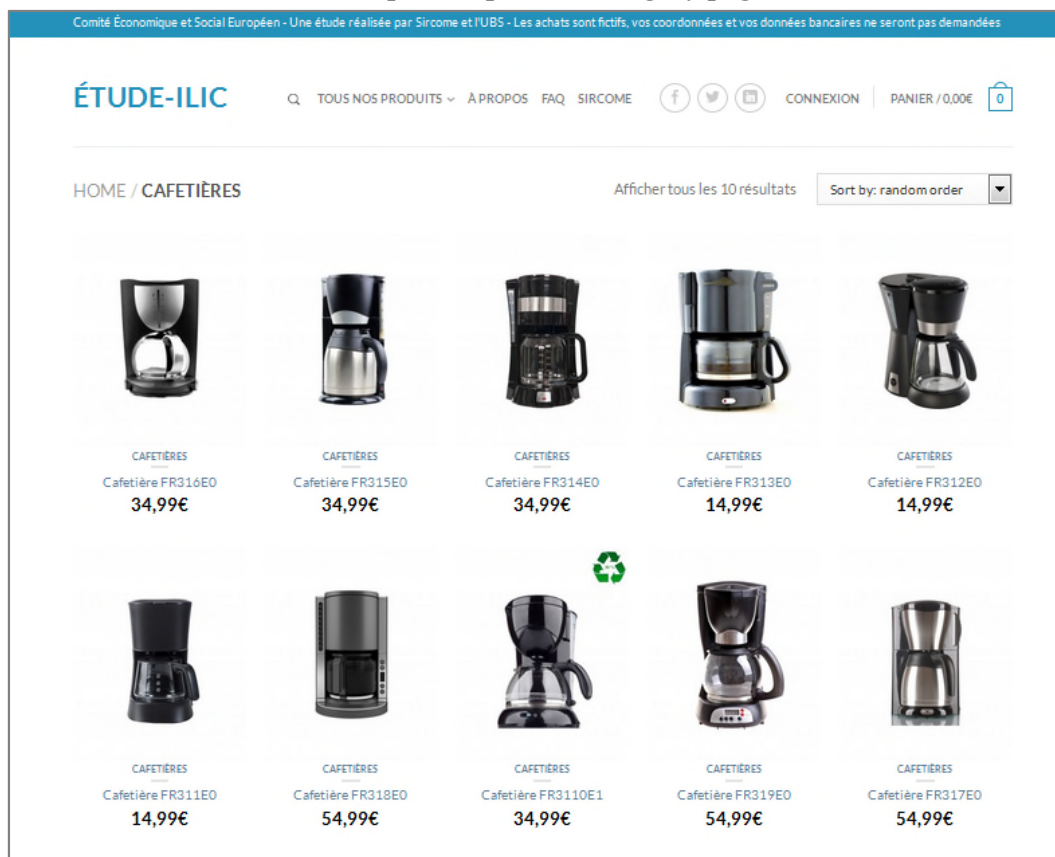 Comité Économique et Social Européen - Une étude réalisée par Sircome et l'UBS - Les achats sont fictifs, vos coordonnées et vos données bancaires ne seront pas demandées
ÉTUDE-ILIC TOUS NOS PRODUITS À PROPOS FAQ SIRCOME CONNEXION PANIER / 0,00€ 0
HOME / CAFETIÈRES Afficher tous les 10 résultats Sort by: random order
CAFETIÈRES CAFETIÈRES CAFETIÈRES CAFETIÈRES CAFETIÈRES
Cafetière FR316E0 Cafetière FR315E0 Cafetière FR314E0 Cafetière FR313E0 Cafetière FR312E0
34,99€ 34,99€ 34,99€ 14,99€ 14,99€
CAFETIÈRES CAFETIÈRES CAFETIÈRES CAFETIÈRES CAFETIÈRES
Cafetière FR311E0 Cafetière FR318E0 Cafetière FR3110E1 Cafetière FR319E0 Cafetière FR317E0
14,99€ 54,99€ 34,99€ 54,99€ 54,99€